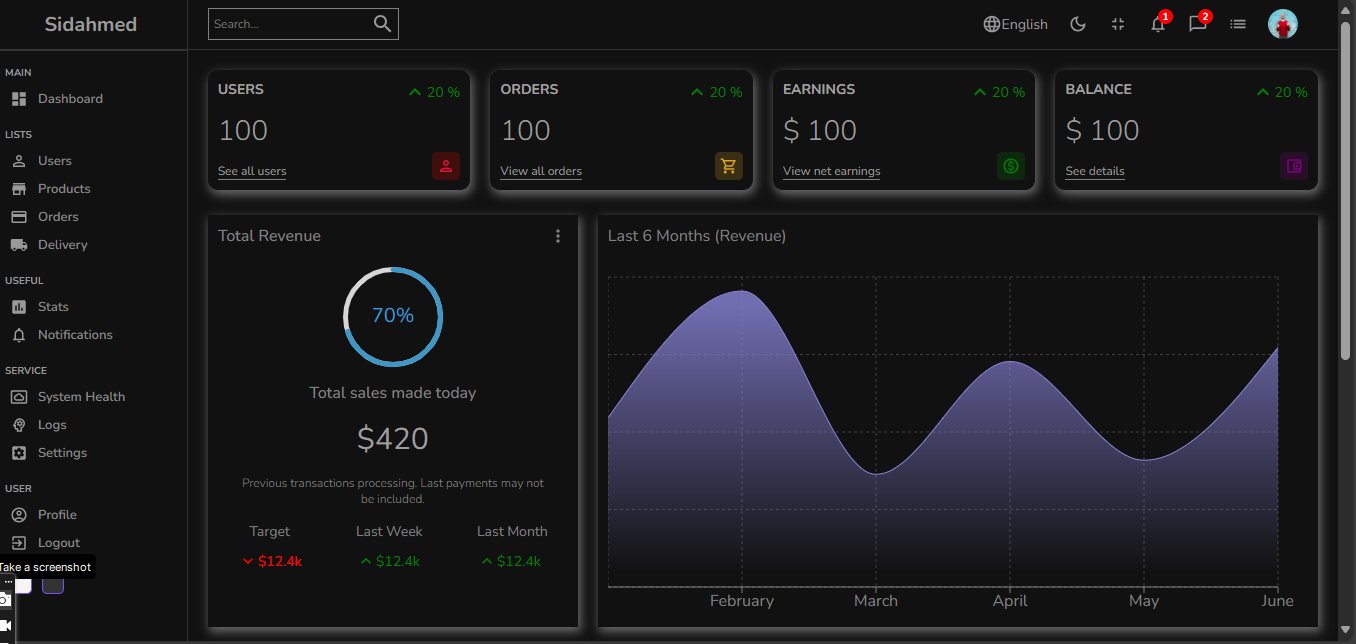 Sidahmed
Search...
English
1
2
MAIN
Dashboard
LISTS
Users
Products
Orders
Delivery
USEFUL
Stats
Notifications
SERVICE
System Health
Logs
Settings
USER
Profile
Logout
Take a screenshot
USERS
20 %
100
See all users
ORDERS
20 %
100
View all orders
EARNINGS
20 %
$ 100
View net earnings
BALANCE
20 %
$ 100
See details
Total Revenue
70%
Total sales made today
$420
Previous transactions processing. Last payments may not
be included.
Target Last Week Last Month
$12.4k $12.4k $12.4k
Last 6 Months (Revenue)
February March April May June